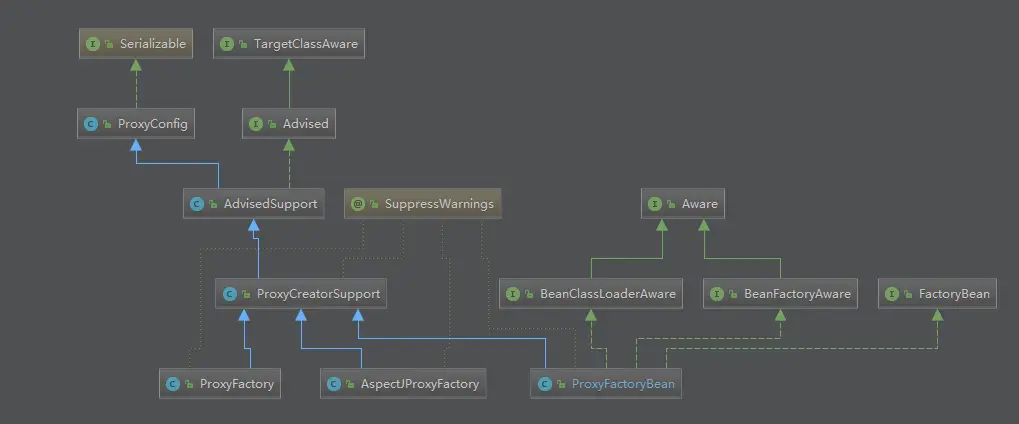 Serializable
TargetClassAware
ProxyConfig
Advised
AdvisedSupport
SuppressWarnings
Aware
ProxyCreatorSupport
BeanClassLoaderAware
BeanFactoryAware
FactoryBean
ProxyFactory
AspectJProxyFactory
ProxyFactoryBean